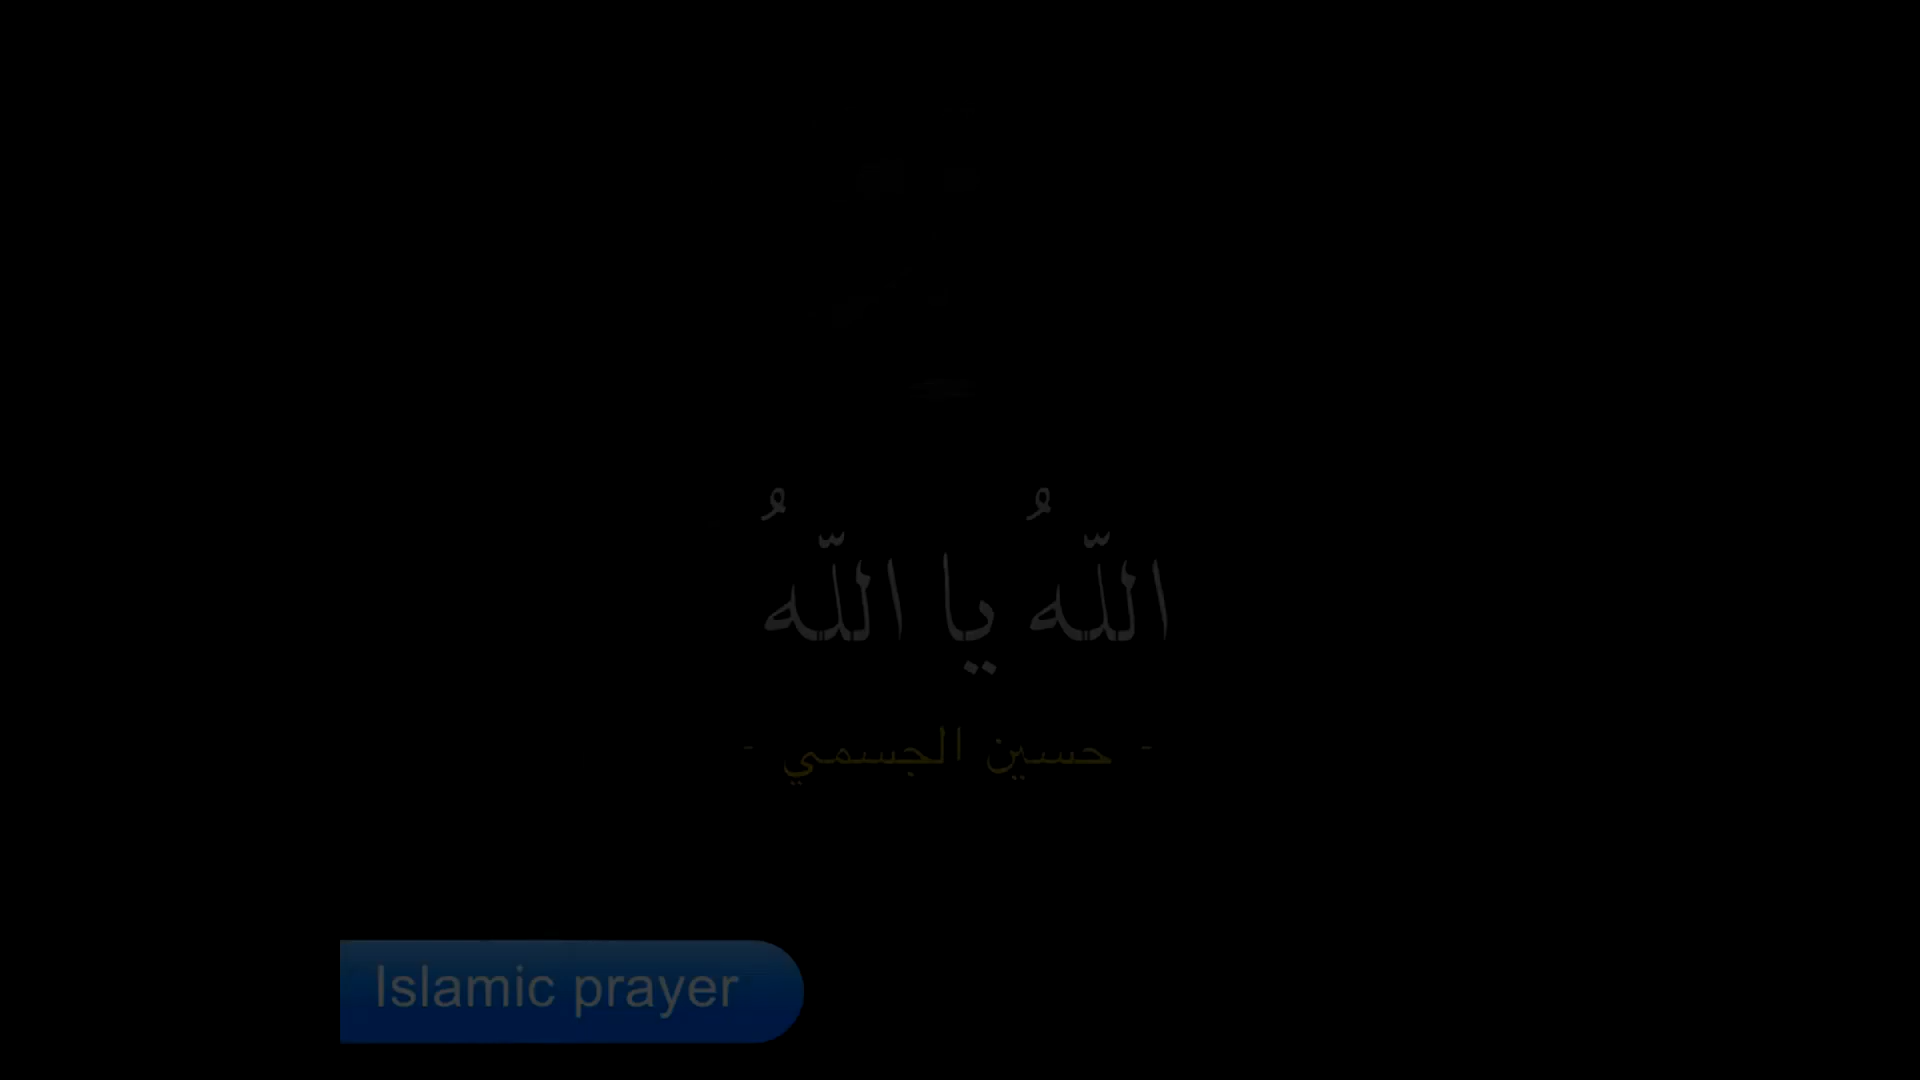 اللّهُ يا اللّهُ
- حسين الجسمي -
Islamic prayer